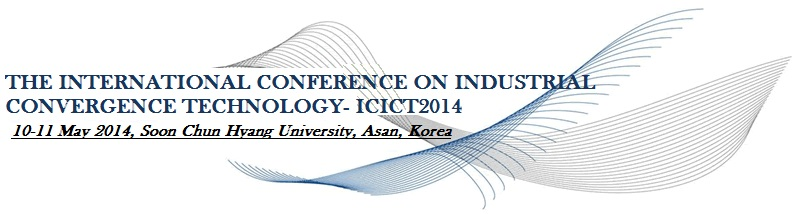 THE INTERNATIONAL CONFERENCE ON INDUSTRIAL
CONVERGENCE TECHNOLOGY- ICICT2014
10-11 May 2014, Soon Chun Hyang University, Asan, Korea